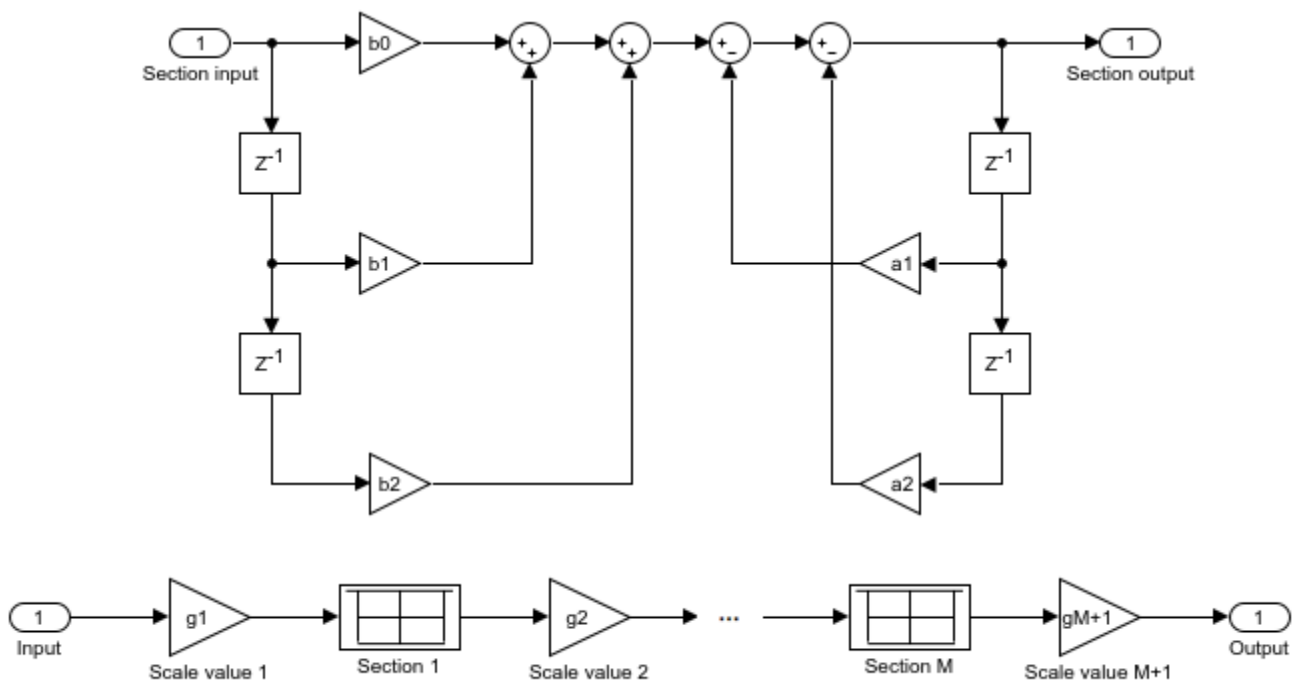 1
Section input
b0
+
+
+
+
+
−
+
−
1
Section output
Z-1
Z-1
b1
a1
Z-1
Z-1
b2
a2
1
Input
g1
Scale value 1
Section 1
g2
Scale value 2
...
Section M
gM+1
Scale value M+1
1
Output